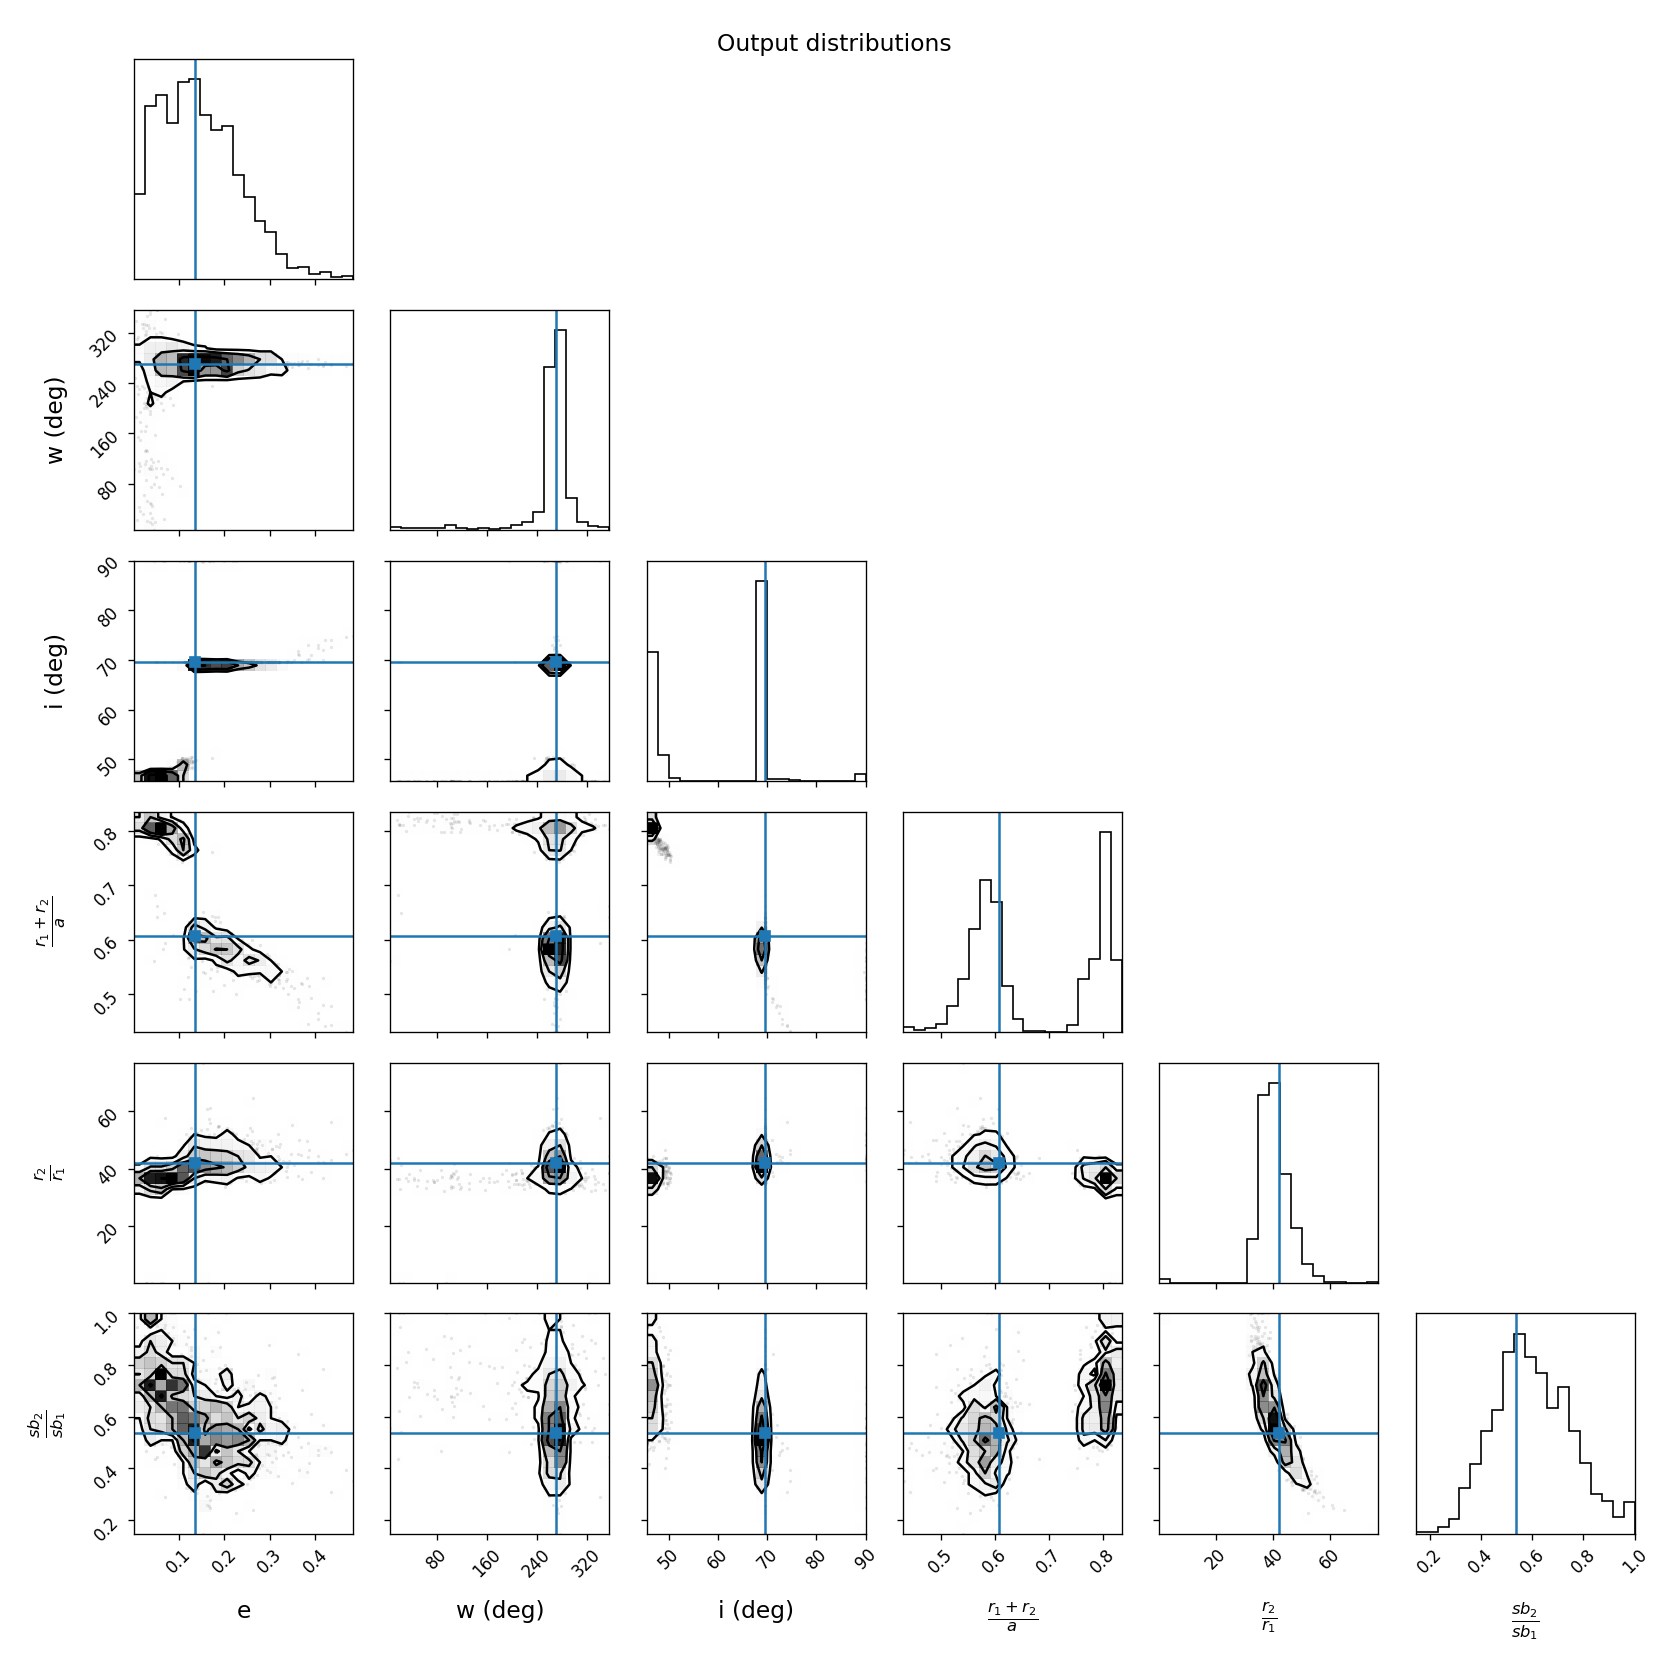 Output distributions
w (deg)
320
240
160
80
i (deg)
90
80
70
60
50
r₁ + r₂
a
0.8
0.7
0.6
0.5
r₂
r₁
60
40
20
sb₂
sb₁
1.0
0.8
0.6
0.4
0.2
0.1 0.2 0.3 0.4
80 160 240 320
50 60 70 80 90
0.5 0.6 0.7 0.8
20 40 60
0.2 0.4 0.6 0.8 1.0
e
w (deg)
i (deg)
r₁ + r₂
a
r₂
r₁
sb₂
sb₁